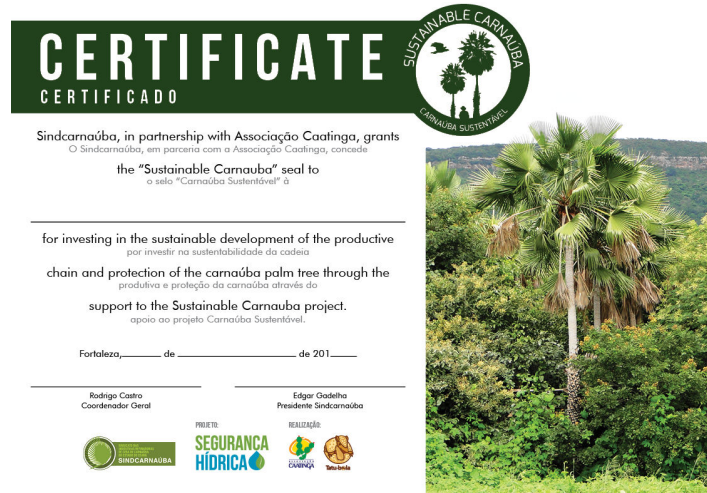 CERTIFICATE
CERTIFICADO
SUSTAINABLE CARNAÚBA
CARNAÚBA SUSTENTÁVEL
Sindcarnaúba, in partnership with Associação Caatinga, grants
O Sindcarnaúba, em parceria com a Associação Caatinga, concede
the “Sustainable Carnauba” seal to
o selo “Carnaúba Sustentável” à
for investing in the sustainable development of the productive
por investir na sustentabilidade da cadeia
chain and protection of the carnaúba palm tree through the
produtiva e proteção da carnaúba através do
support to the Sustainable Carnauba project.
apoio ao projeto Carnaúba Sustentável.
Fortaleza,_______ de ______________________ de 201_____
Rodrigo Castro
Coordenador Geral
Edgar Gadelha
Presidente Sindcarnaúba
SINDCARNAÚBA
PROJETO:
SEGURANÇA
HÍDRICA
REALIZAÇÃO:
CAATINGA
Tatu-bola